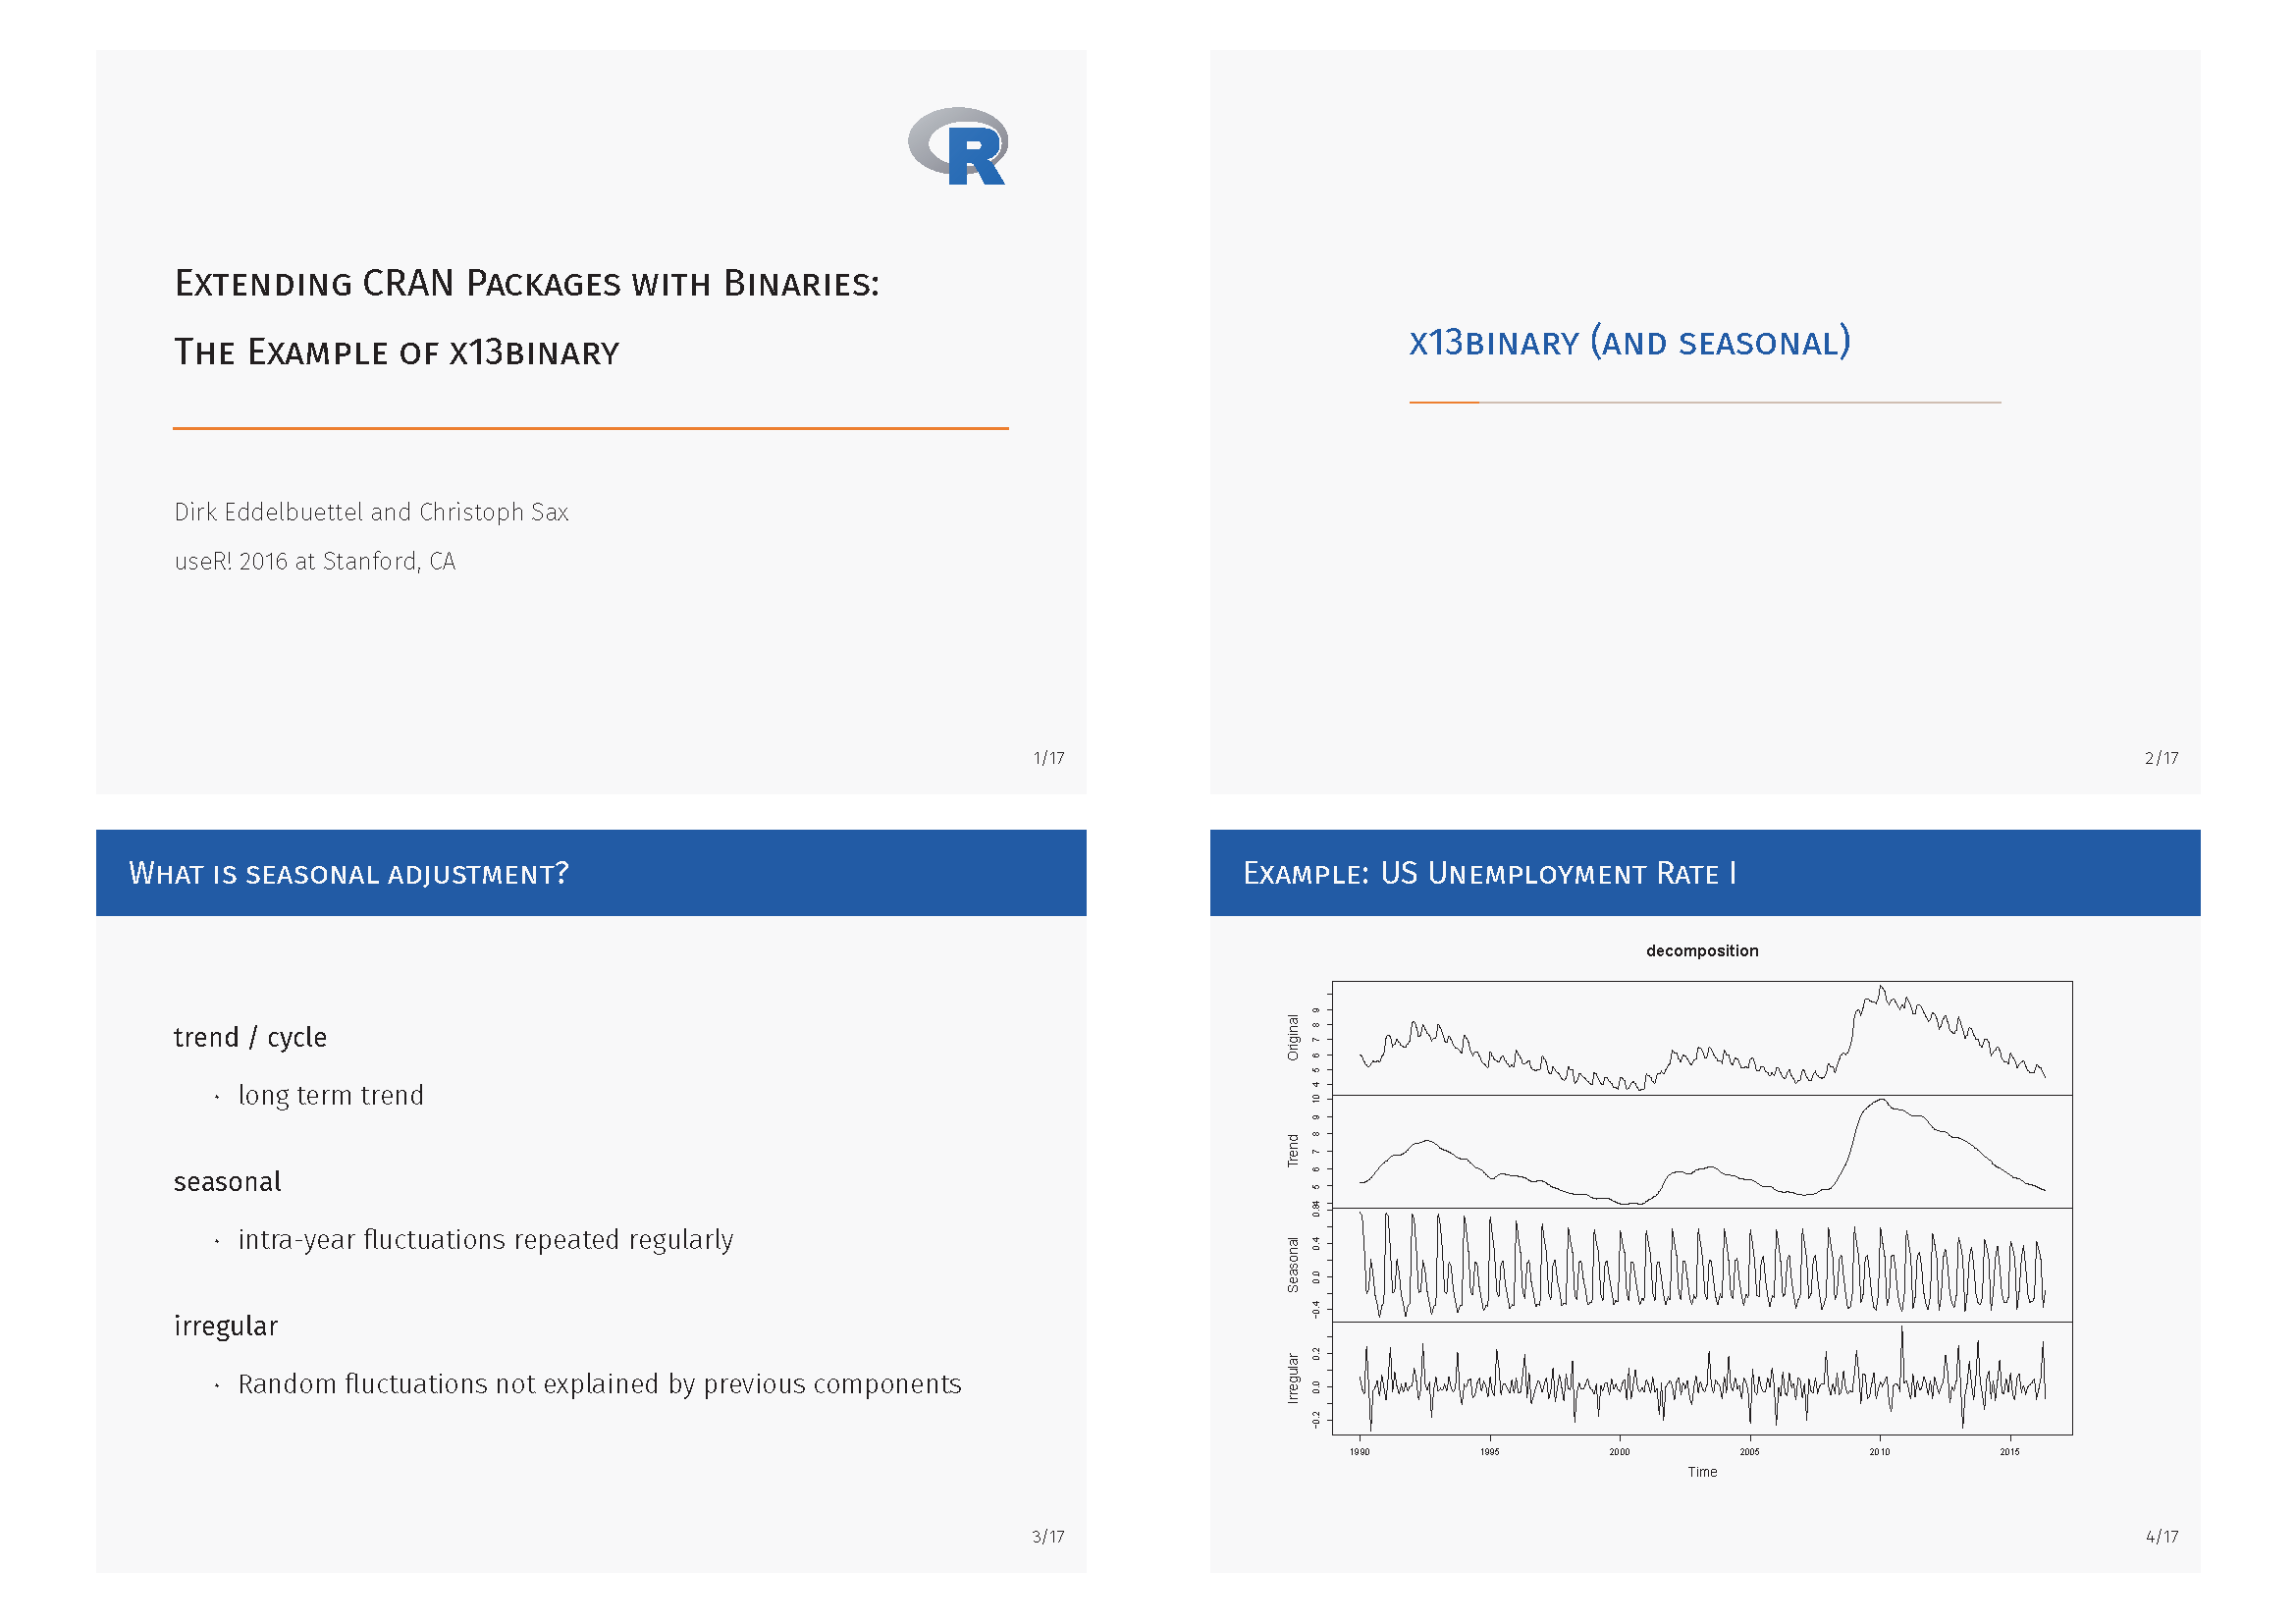 R
Extending CRAN Packages with Binaries:
The Example of x13binary
Dirk Eddelbuettel and Christoph Sax
useR! 2016 at Stanford, CA
1/17
x13binary (and seasonal)
2/17
What is seasonal adjustment?
trend / cycle
· long term trend
seasonal
· intra-year fluctuations repeated regularly
irregular
· Random fluctuations not explained by previous components
3/17
Example: US Unemployment Rate I
decomposition
Original
4 5 6 7 8 9
Trend
4 5 6 7 8 9 10
Seasonal
-0.4 0.0 0.4 0.8
Irregular
-0.2 0.0 0.2
1990 1995 2000 2005 2010 2015
Time
4/17